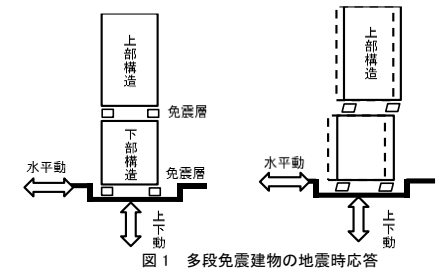 上部構造
免震層
下部構造
免震層
水平動
上下動
上部構造
水平動
上下動
図1 多段免震建物の地震時応答